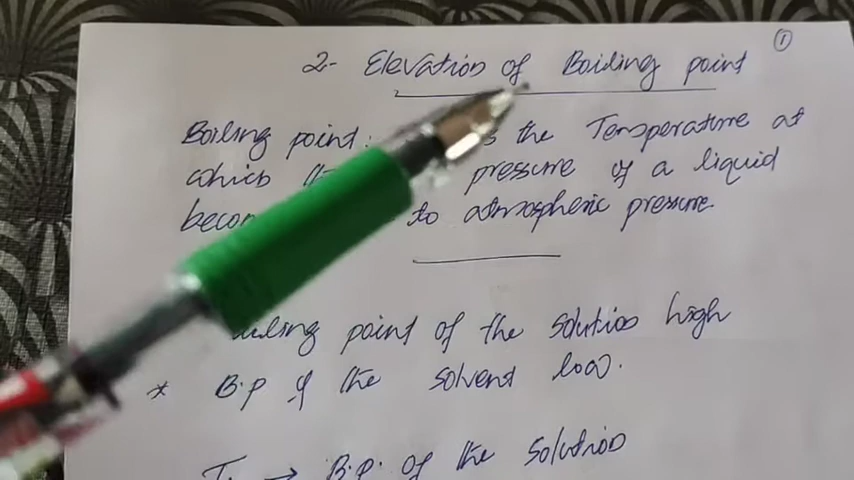 ①
2- Elevation of Boiling point
Boiling point: the Temperature at
which pressure of a liquid
to atmospheric pressure.
point of the solution high
* B.p of the solvent low.
→ B.P. of the solution